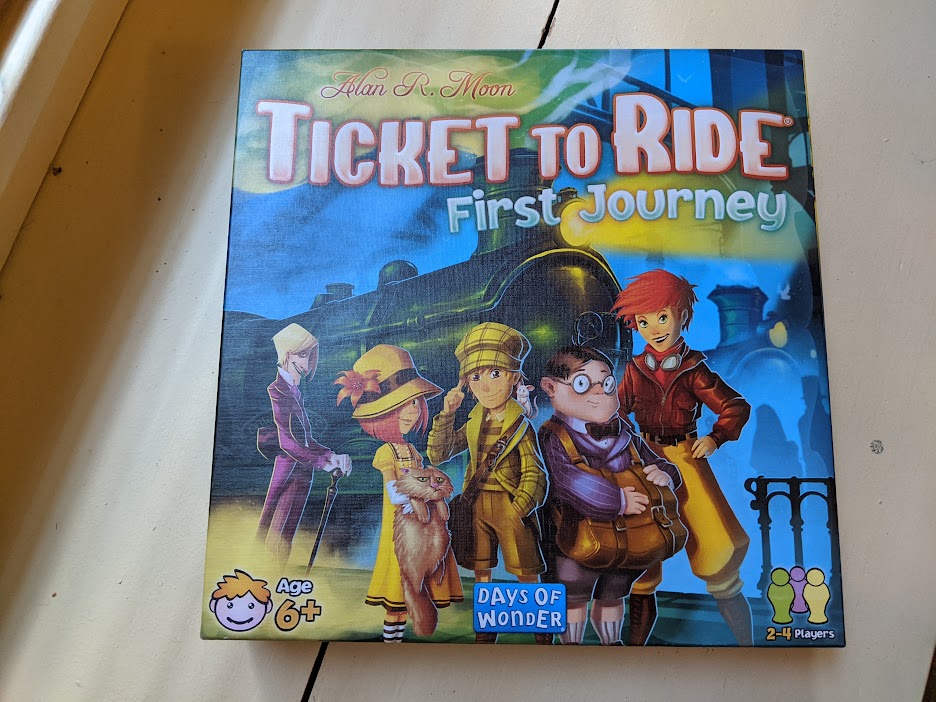 Alan R. Moon
TICKET TO RIDE®
First Journey
Age
6+
DAYS OF
WONDER
2-4 Players